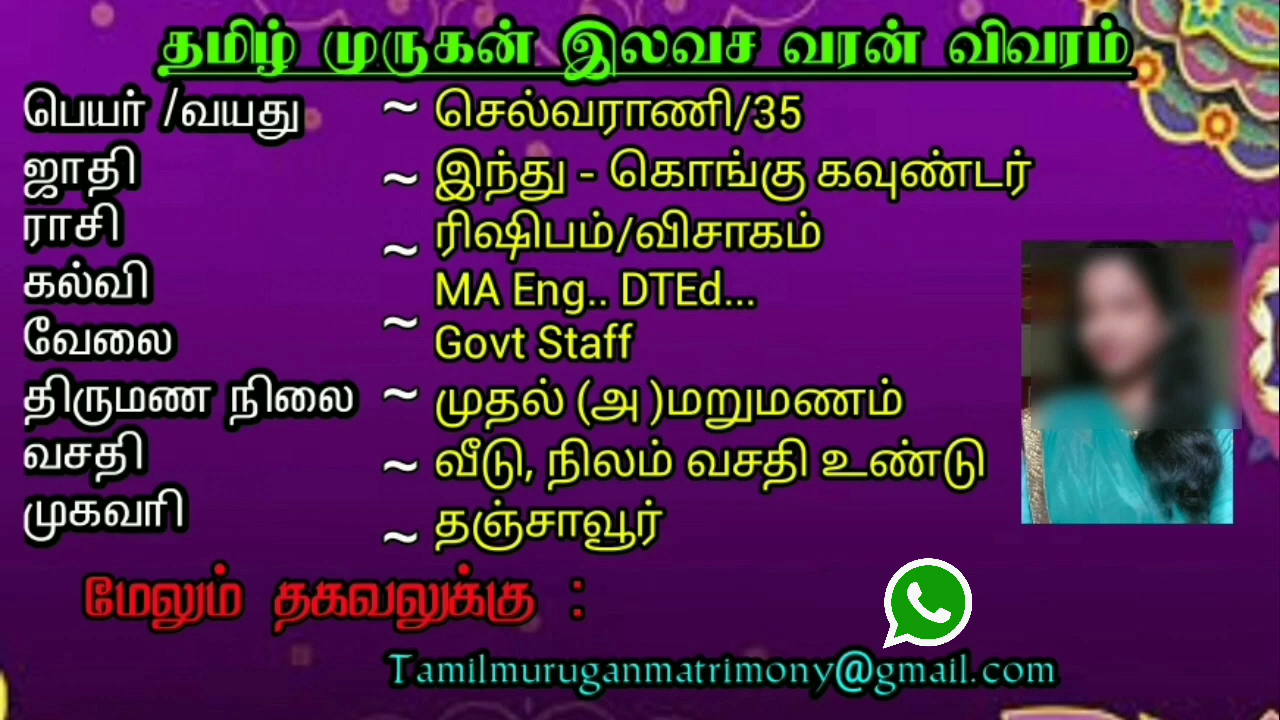 தமிழ் முருகன் இலவச வரன் விவரம்
பெயர் /வயது ~ செல்வராணி/35
ஜாதி ~ இந்து - கொங்கு கவுண்டர்
ராசி ~ ரிஷிபம்/விசாகம்
கல்வி MA Eng.. DTEd...
வேலை ~ Govt Staff
திருமண நிலை ~ முதல் (அ )மறுமணம்
வசதி ~ வீடு, நிலம் வசதி உண்டு
முகவரி ~ தஞ்சாவூர்
மேலும் தகவலுக்கு :
Tamilmuruganmatrimony@gmail.com